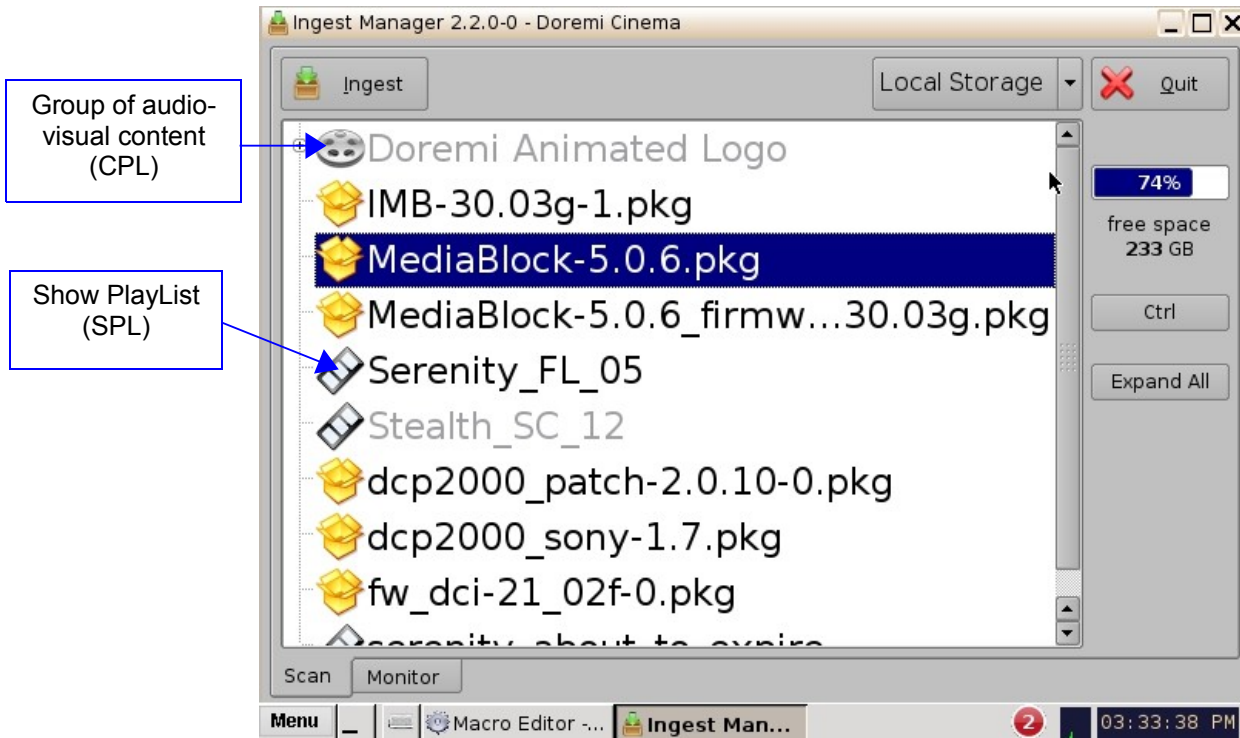 Ingest Manager 2.2.0-0 - Doremi Cinema
Ingest
Local Storage
Quit
Group of audio-
visual content
(CPL)
Doremi Animated Logo
IMB-30.03g-1.pkg
MediaBlock-5.0.6.pkg
MediaBlock-5.0.6_firmw...30.03g.pkg
Serenity_FL_05
Stealth_SC_12
dcp2000_patch-2.0.10-0.pkg
dcp2000_sony-1.7.pkg
fw_dci-21_02f-0.pkg
serenity_about_to_expire
Show PlayList
(SPL)
74%
free space
233 GB
Ctrl
Expand All
Scan
Monitor
Menu
_
Macro Editor -...
Ingest Man...
2
03:33:38 PM